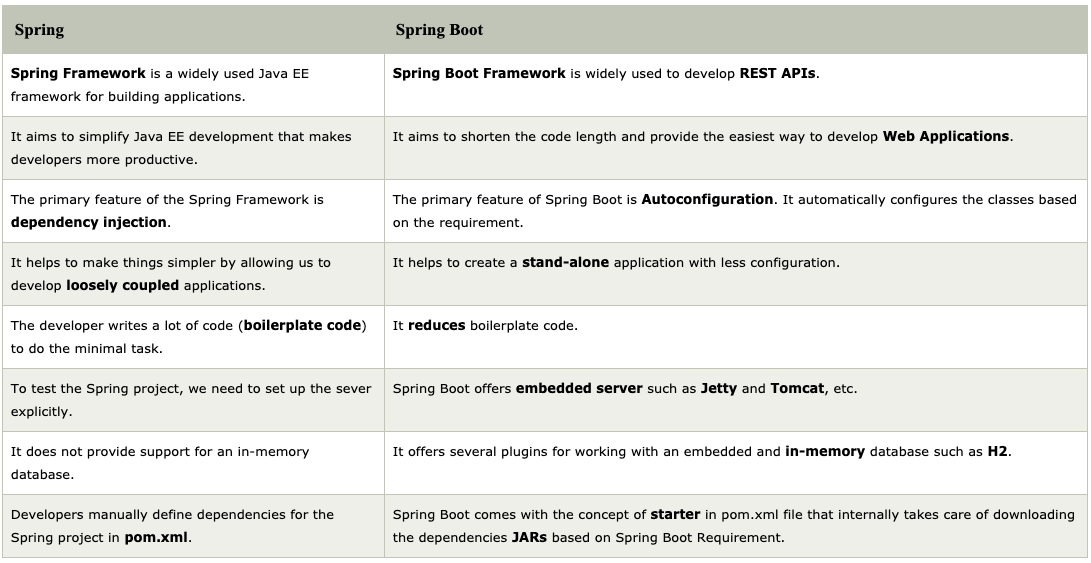 Spring
Spring Boot
Spring Framework is a widely used Java EE
framework for building applications.
Spring Boot Framework is widely used to develop REST APIs.
It aims to simplify Java EE development that makes
developers more productive.
It aims to shorten the code length and provide the easiest way to develop Web Applications.
The primary feature of the Spring Framework is
dependency injection.
The primary feature of Spring Boot is Autoconfiguration. It automatically configures the classes based
on the requirement.
It helps to make things simpler by allowing us to
develop loosely coupled applications.
It helps to create a stand-alone application with less configuration.
The developer writes a lot of code (boilerplate code)
to do the minimal task.
It reduces boilerplate code.
To test the Spring project, we need to set up the sever
explicitly.
Spring Boot offers embedded server such as Jetty and Tomcat, etc.
It does not provide support for an in-memory
database.
It offers several plugins for working with an embedded and in-memory database such as H2.
Developers manually define dependencies for the
Spring project in pom.xml.
Spring Boot comes with the concept of starter in pom.xml file that internally takes care of downloading
the dependencies JARs based on Spring Boot Requirement.